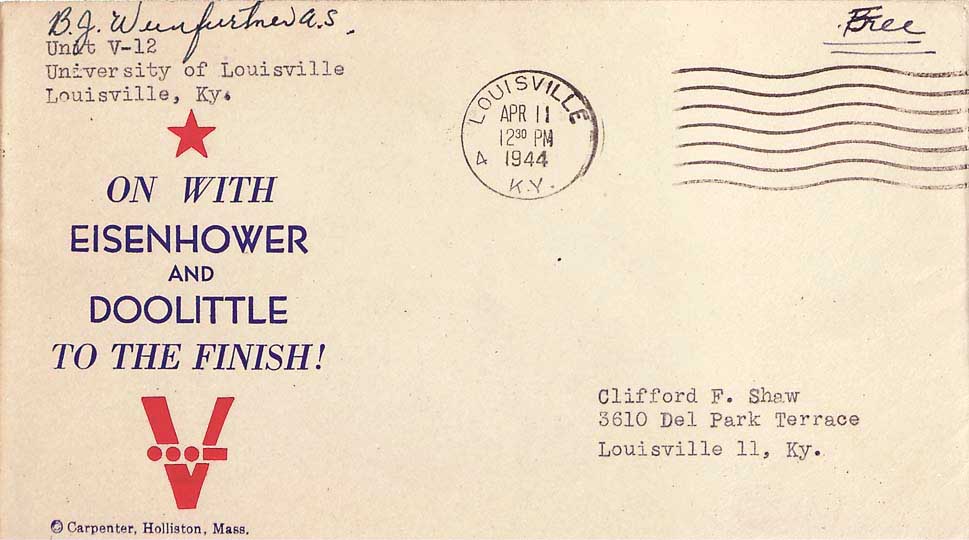 B.J. Weinfurtner A.S.
Unit V-12
University of Louisville
Louisville, Ky.
Free
LOUISVILLE
APR 11
12 30 PM
1944
4
K.Y.
ON WITH
EISENHOWER
AND
DOOLITTLE
TO THE FINISH!
V
Clifford F. Shaw
3610 Del Park Terrace
Louisville 11, Ky.
© Carpenter, Holliston, Mass.